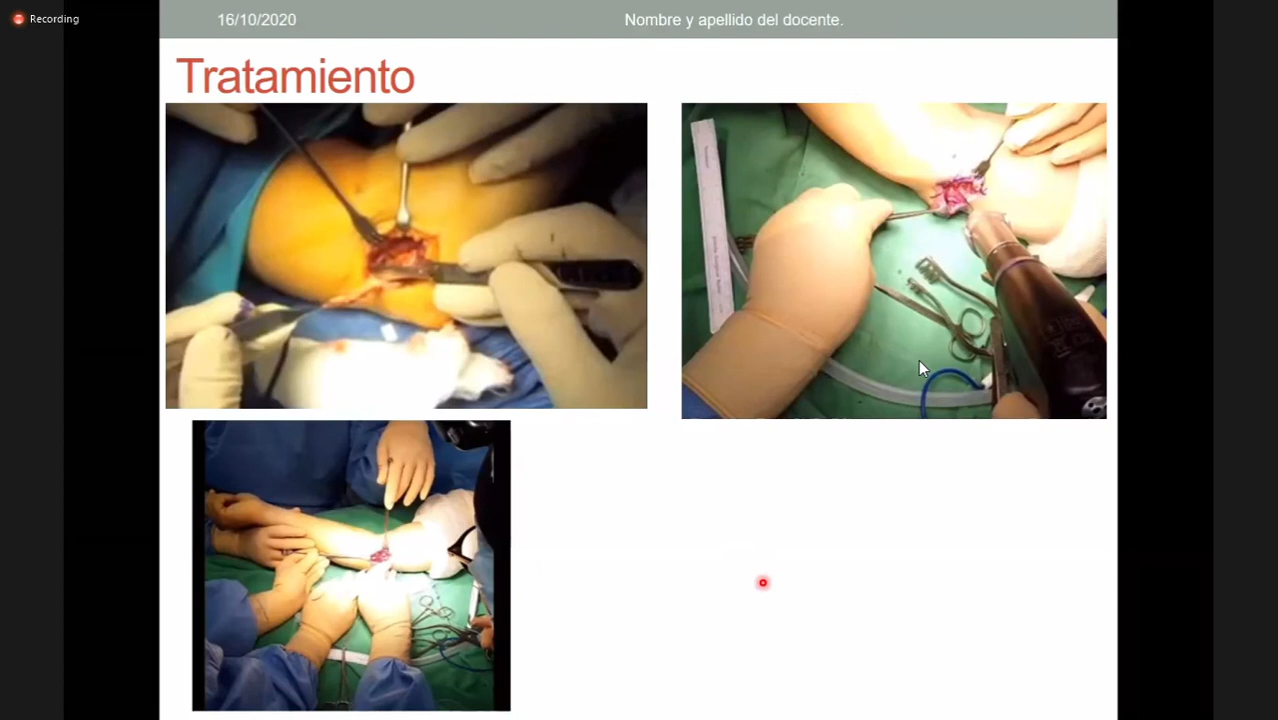 Recording
16/10/2020
Nombre y apellido del docente.
Tratamiento